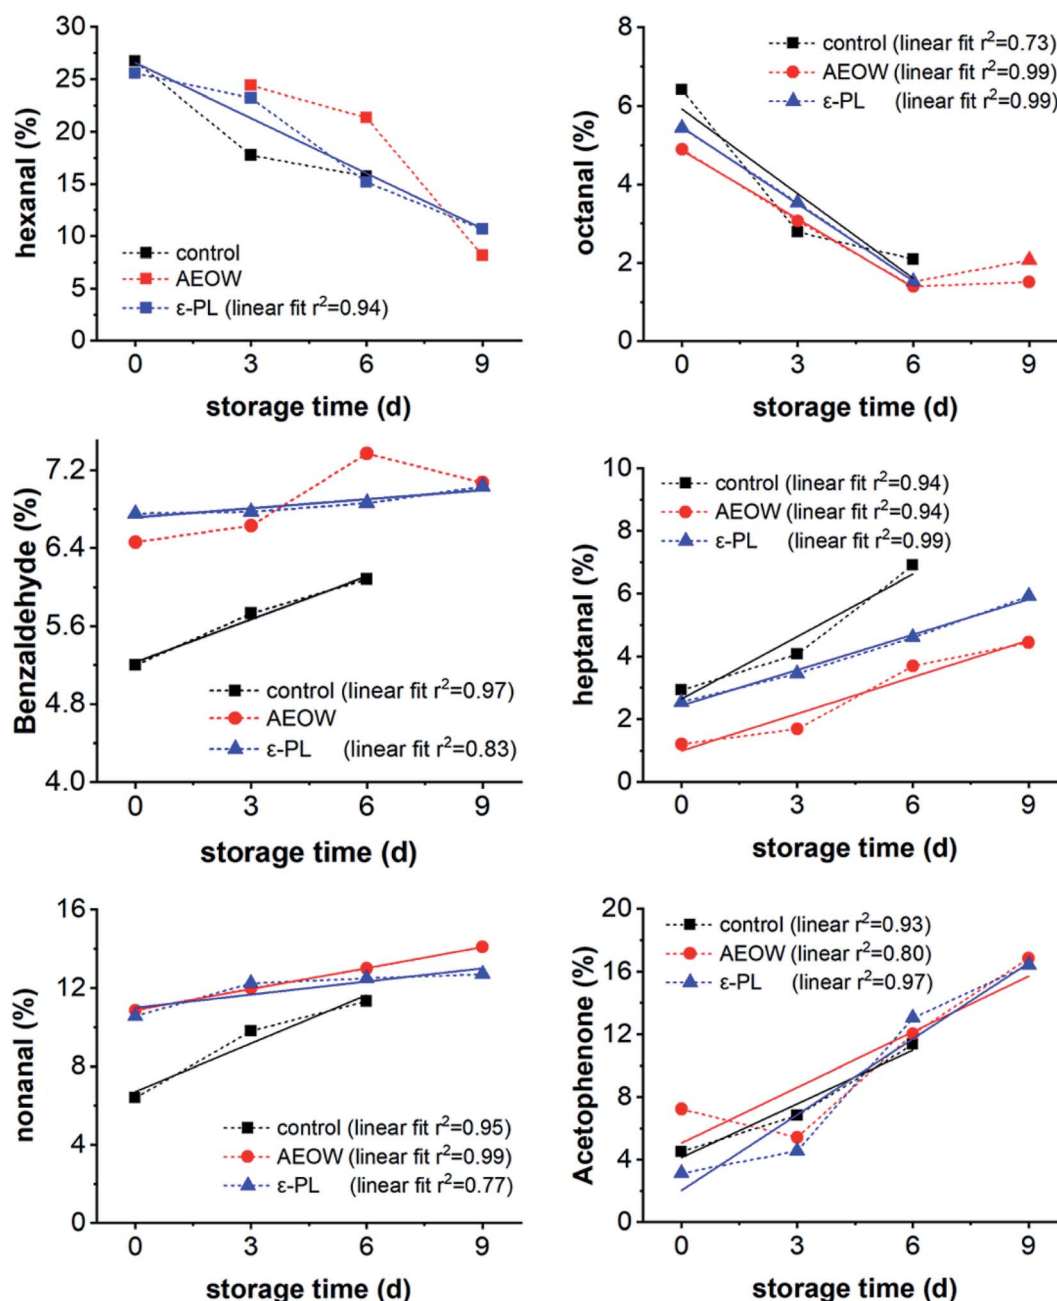 30
25
20
15
10
5
0
hexanal (%)
control
AEOW
ε-PL (linear fit r²=0.94)
0 3 6 9
storage time (d)
8
6
4
2
0
octanal (%)
control (linear fit r²=0.73)
AEOW (linear fit r²=0.99)
ε-PL (linear fit r²=0.99)
0 3 6 9
storage time (d)
7.2
6.4
5.6
4.8
4.0
Benzaldehyde (%)
control (linear fit r²=0.97)
AEOW
ε-PL (linear fit r²=0.83)
0 3 6 9
storage time (d)
10
8
6
4
2
0
heptanal (%)
control (linear fit r²=0.94)
AEOW (linear fit r²=0.94)
ε-PL (linear fit r²=0.99)
0 3 6 9
storage time (d)
16
12
8
4
0
nonanal (%)
control (linear fit r²=0.95)
AEOW (linear fit r²=0.99)
ε-PL (linear fit r²=0.77)
0 3 6 9
storage time (d)
20
16
12
8
4
0
Acetophenone (%)
control (linear r²=0.93)
AEOW (linear r²=0.80)
ε-PL (linear r²=0.97)
0 3 6 9
storage time (d)